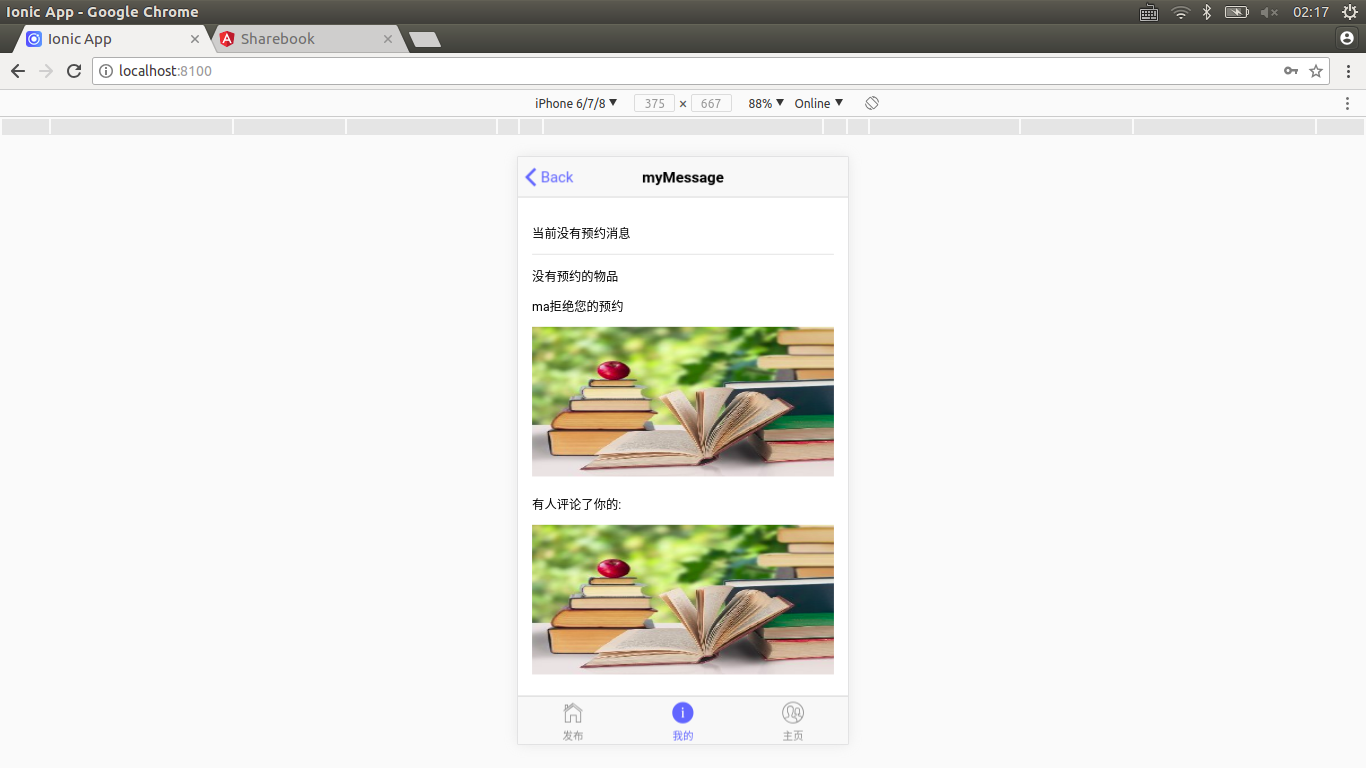 Ionic App - Google Chrome
02:17
Ionic App
Sharebook
localhost:8100
iPhone 6/7/8 375 × 667 88% Online
Back
myMessage
当前没有预约消息
没有预约的物品
ma拒绝您的预约
有人评论了你的:
发布
我的
主页